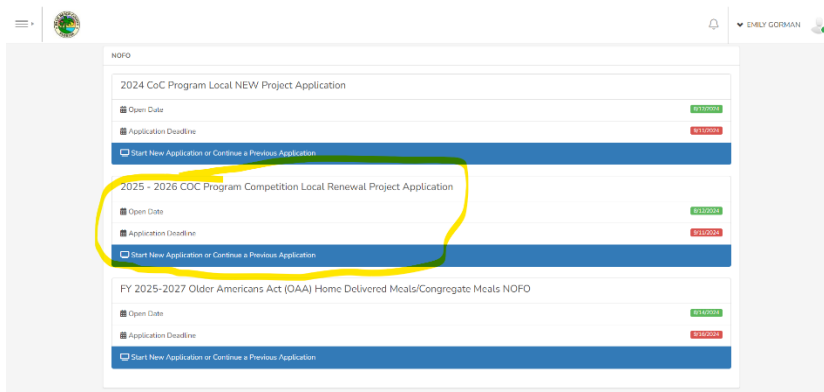 EMILY GORMAN
NOFO
2024 CoC Program Local NEW Project Application
Open Date
8/12/2024
Application Deadline
9/11/2024
Start New Application or Continue a Previous Application
2025 - 2026 COC Program Competition Local Renewal Project Application
Open Date
8/12/2024
Application Deadline
9/11/2024
Start New Application or Continue a Previous Application
FY 2025-2027 Older Americans Act (OAA) Home Delivered Meals/Congregate Meals NOFO
Open Date
8/14/2024
Application Deadline
9/16/2024
Start New Application or Continue a Previous Application